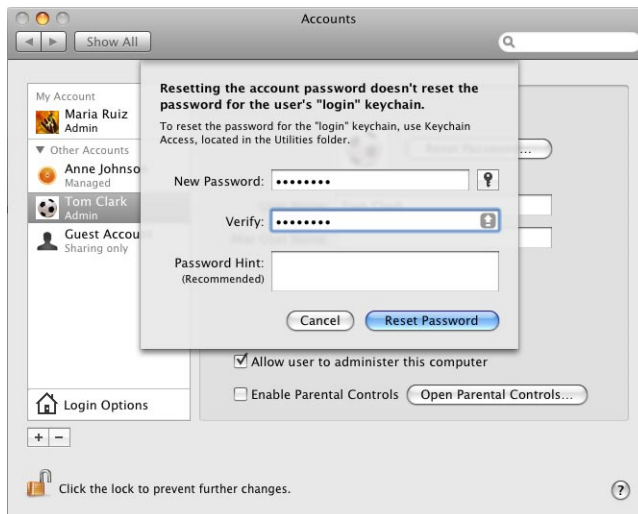 Accounts
Show All
My Account
Maria Ruiz
Admin
Other Accounts
Anne Johnso
Managed
Tom Clark
Admin
Guest Accou
Sharing only
Login Options
Resetting the account password doesn't reset the
password for the user's "login" keychain.
To reset the password for the "login" keychain, use Keychain
Access, located in the Utilities folder.
New Password: ••••••••
Verify: ••••••••
Password Hint:
(Recommended)
Cancel
Reset Password
Allow user to administer this computer
Enable Parental Controls
Open Parental Controls...
+ −
Click the lock to prevent further changes.
?